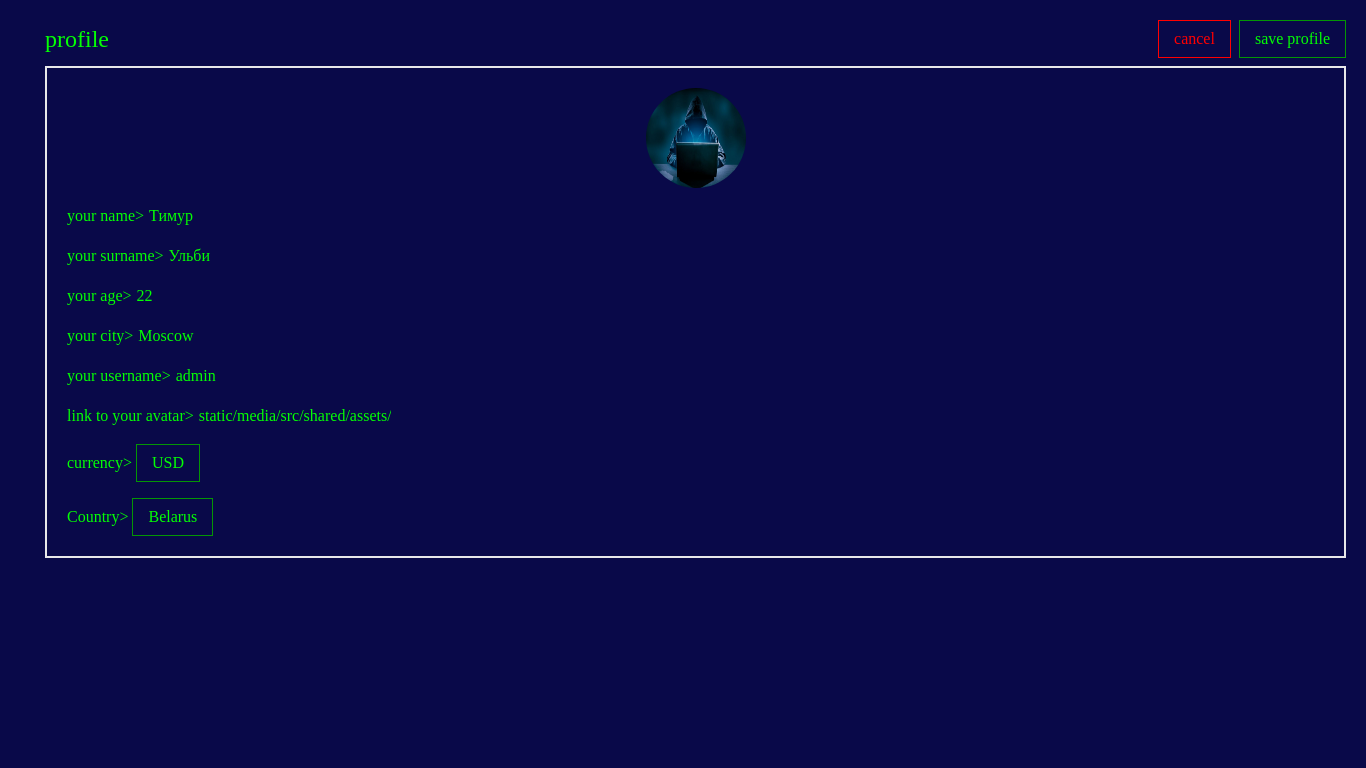 profile
cancel
save profile
your name> Тимур
your surname> Ульби
your age> 22
your city> Moscow
your username> admin
link to your avatar> static/media/src/shared/assets/
currency> USD
Country> Belarus